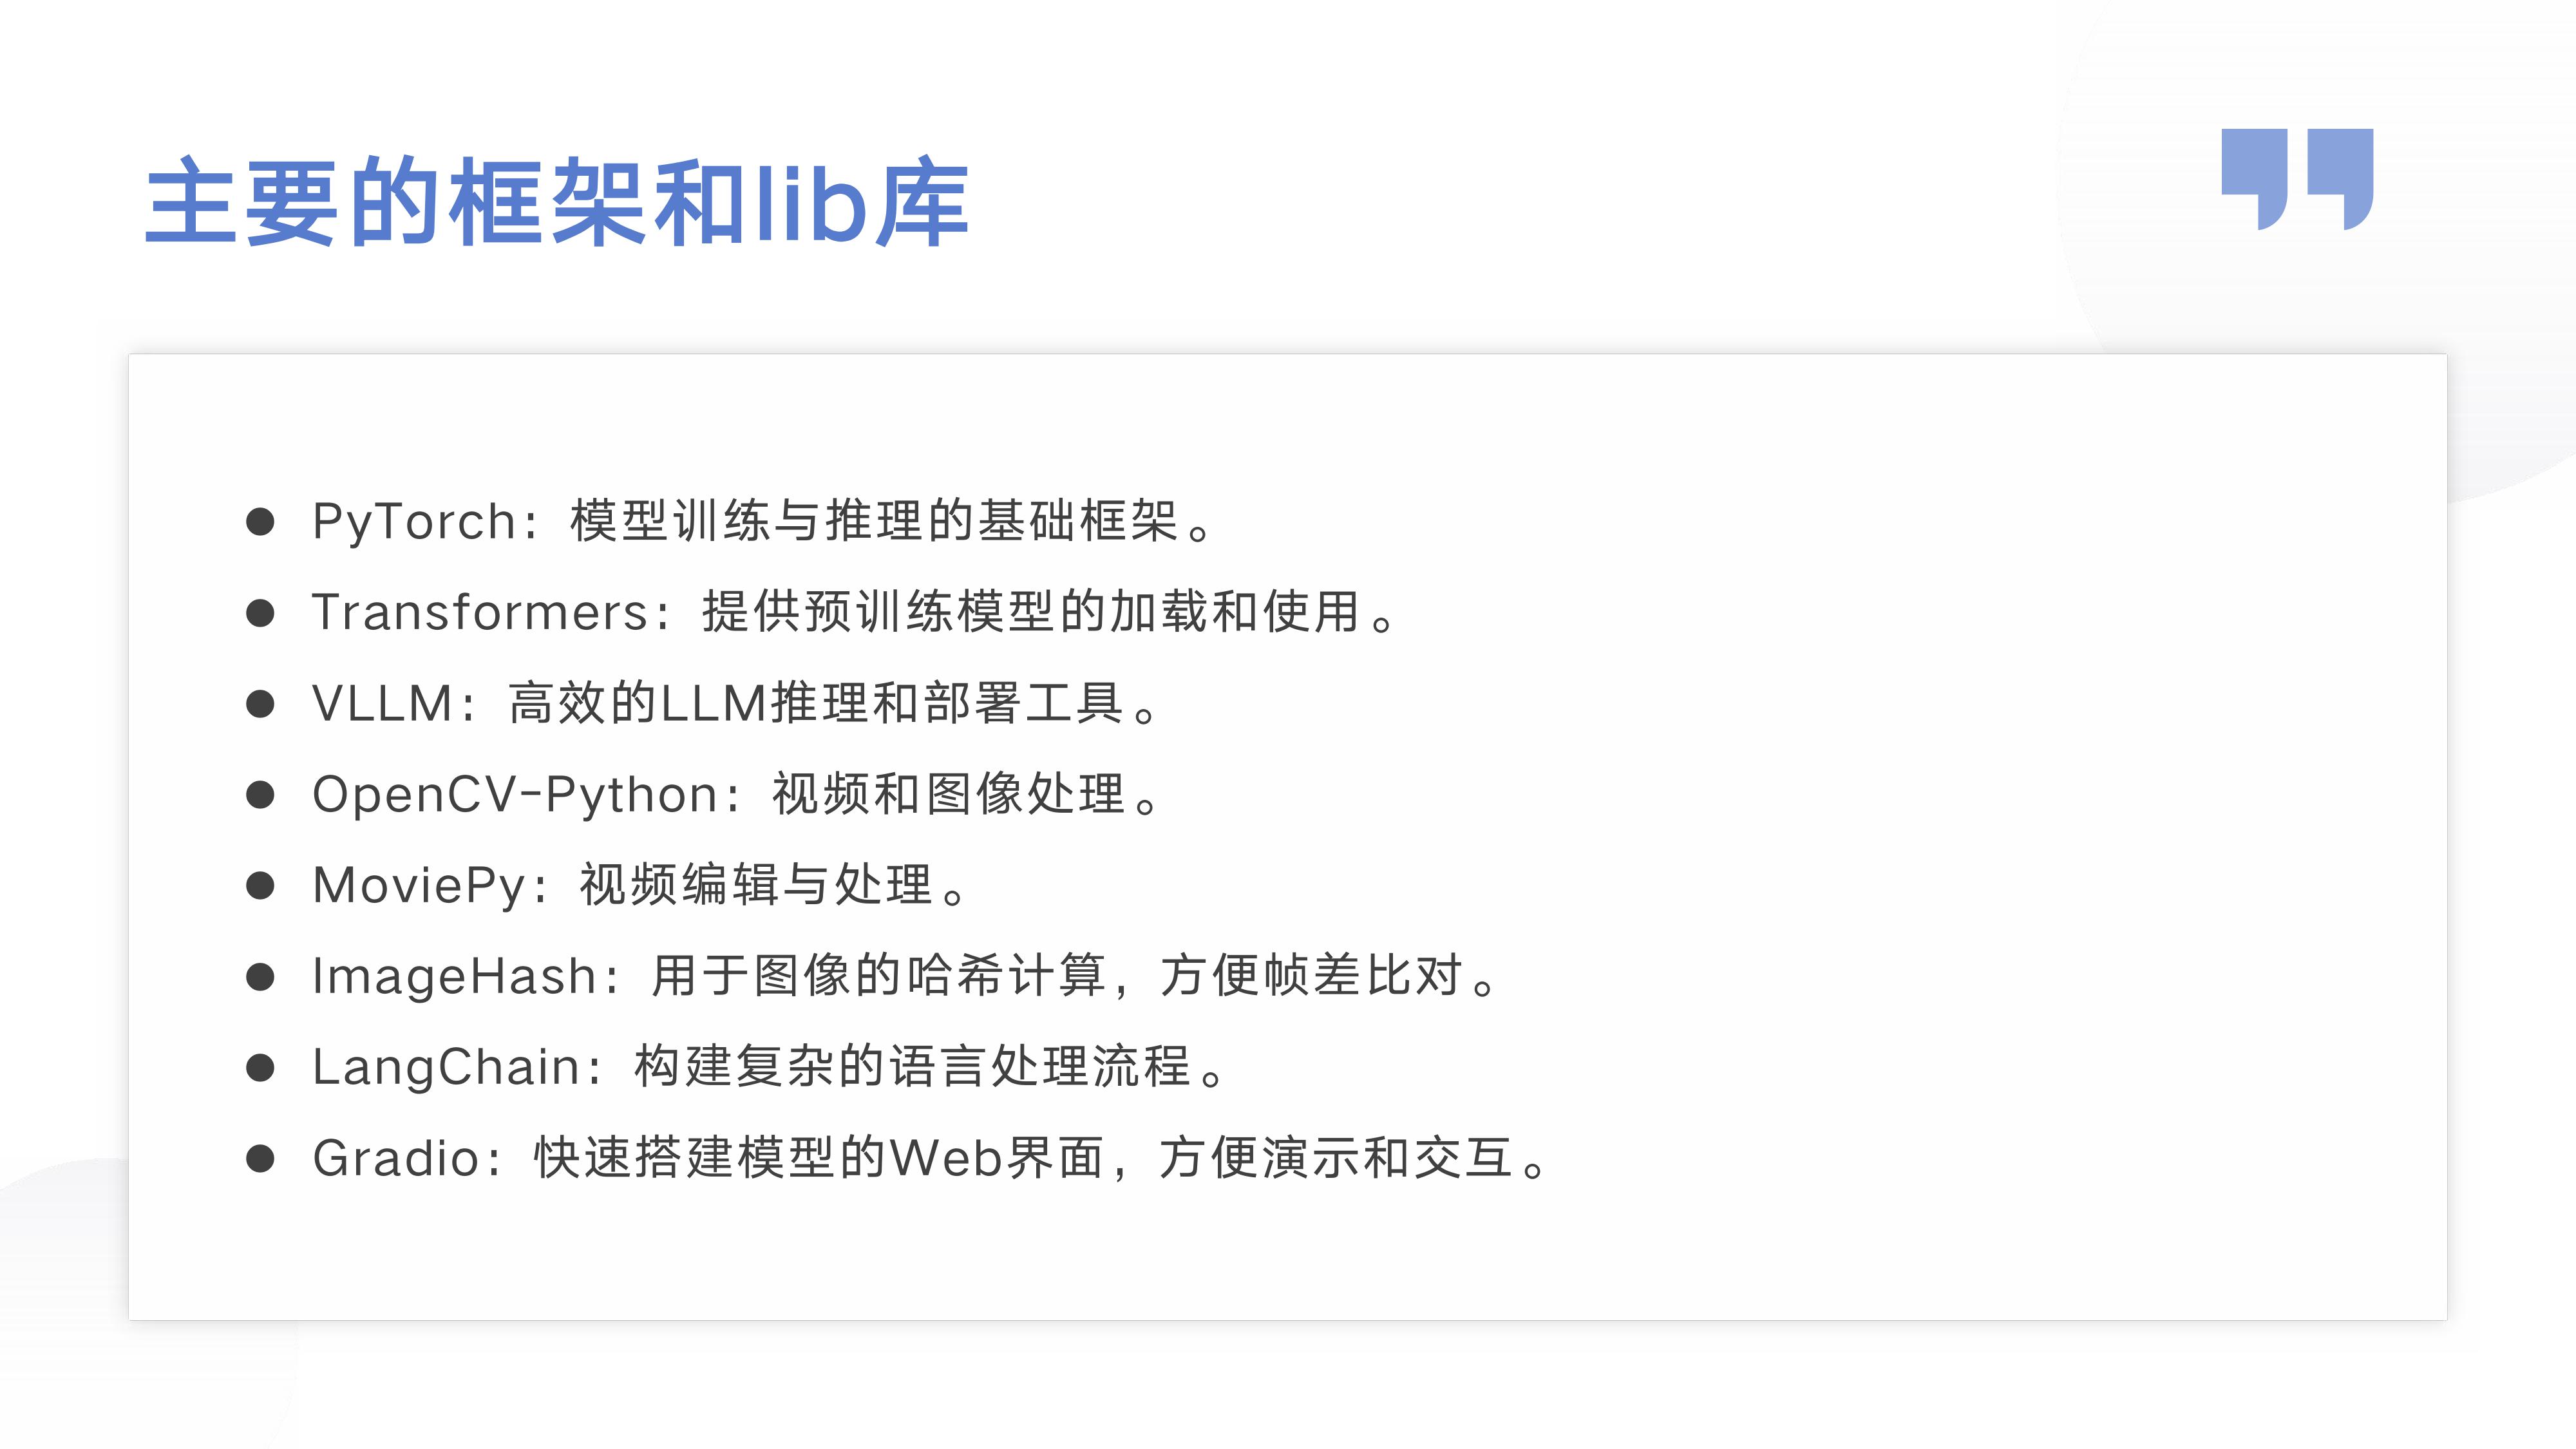 主要的框架和lib库
● PyTorch：模型训练与推理的基础框架。
● Transformers：提供预训练模型的加载和使用。
● VLLM：高效的LLM推理和部署工具。
● OpenCV-Python：视频和图像处理。
● MoviePy：视频编辑与处理。
● ImageHash：用于图像的哈希计算，方便帧差比对。
● LangChain：构建复杂的语言处理流程。
● Gradio：快速搭建模型的Web界面，方便演示和交互。